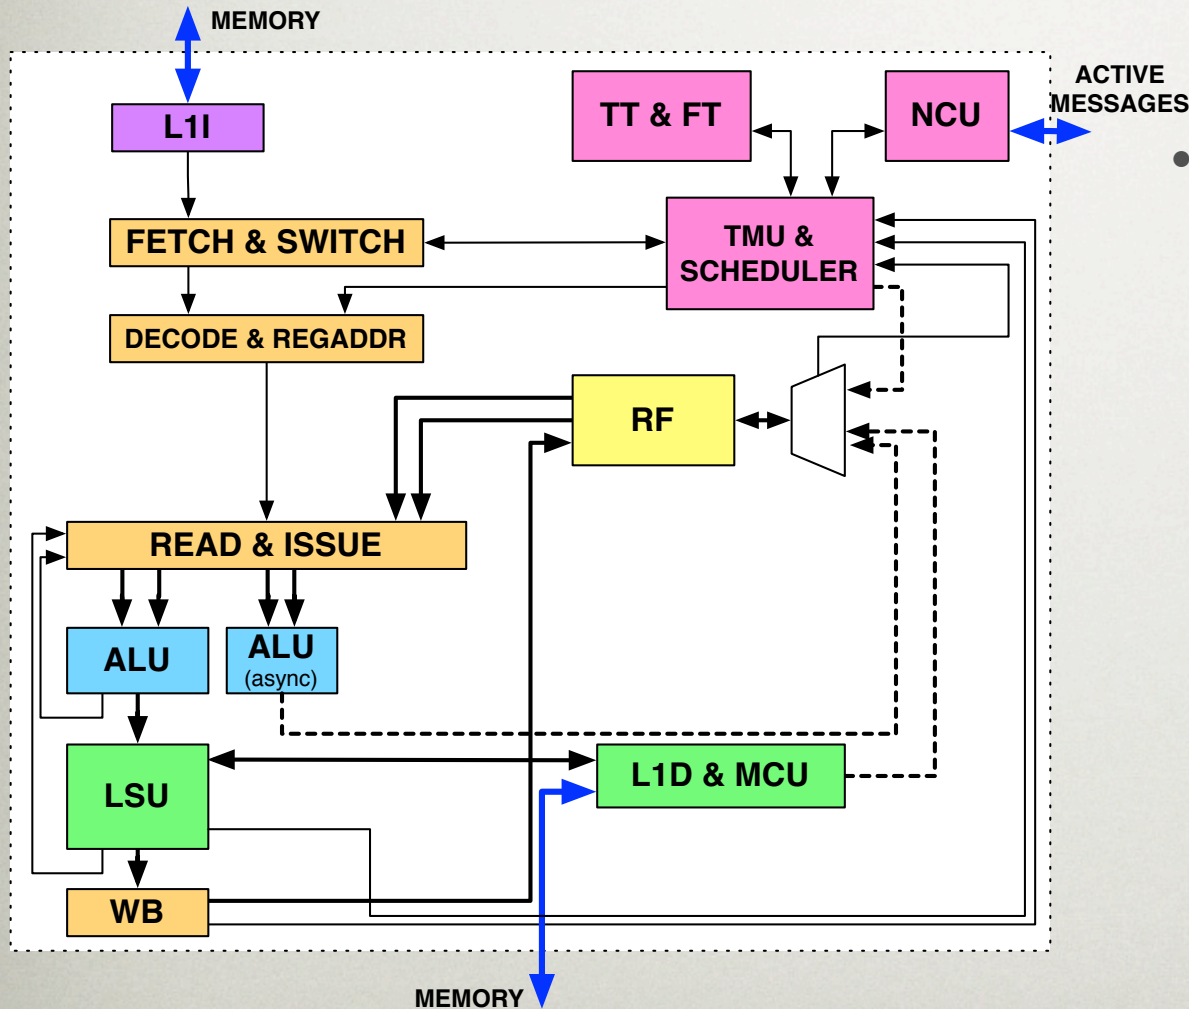 MEMORY
ACTIVE
MESSAGES
L1I
TT & FT
NCU
FETCH & SWITCH
TMU &
SCHEDULER
DECODE & REGADDR
RF
READ & ISSUE
ALU
ALU
(async)
LSU
L1D & MCU
WB
MEMORY